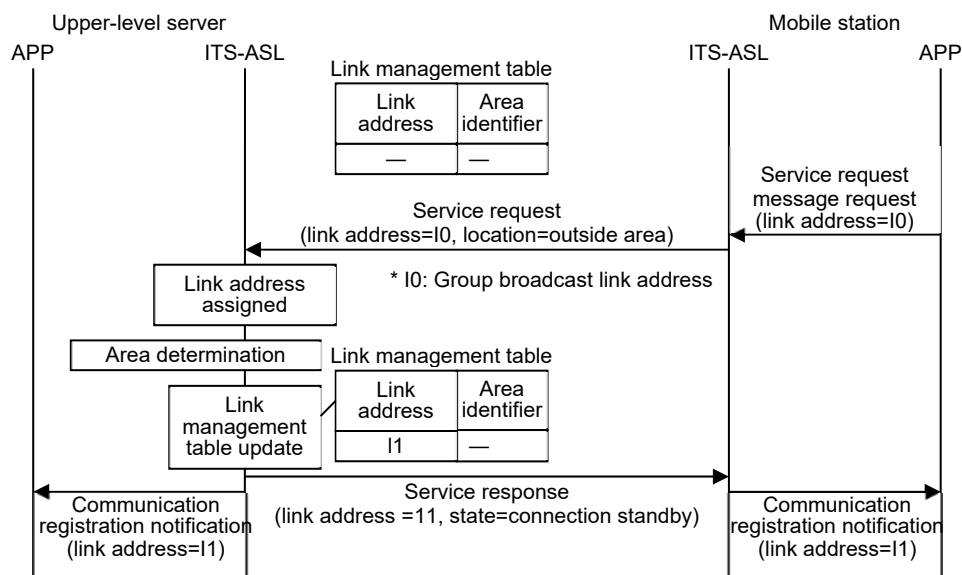 Upper-level server
Mobile station
APP
ITS-ASL
ITS-ASL
APP
Link management table
Link
address
Area
identifier
—
—
Service request
message request
(link address=I0)
Service request
(link address=I0, location=outside area)
* I0: Group broadcast link address
Link address
assigned
Area determination
Link management table
Link
management
table update
Link
address
Area
identifier
I1
—
Service response
(link address =11, state=connection standby)
Communication
registration notification
(link address=I1)
Communication
registration notification
(link address=I1)